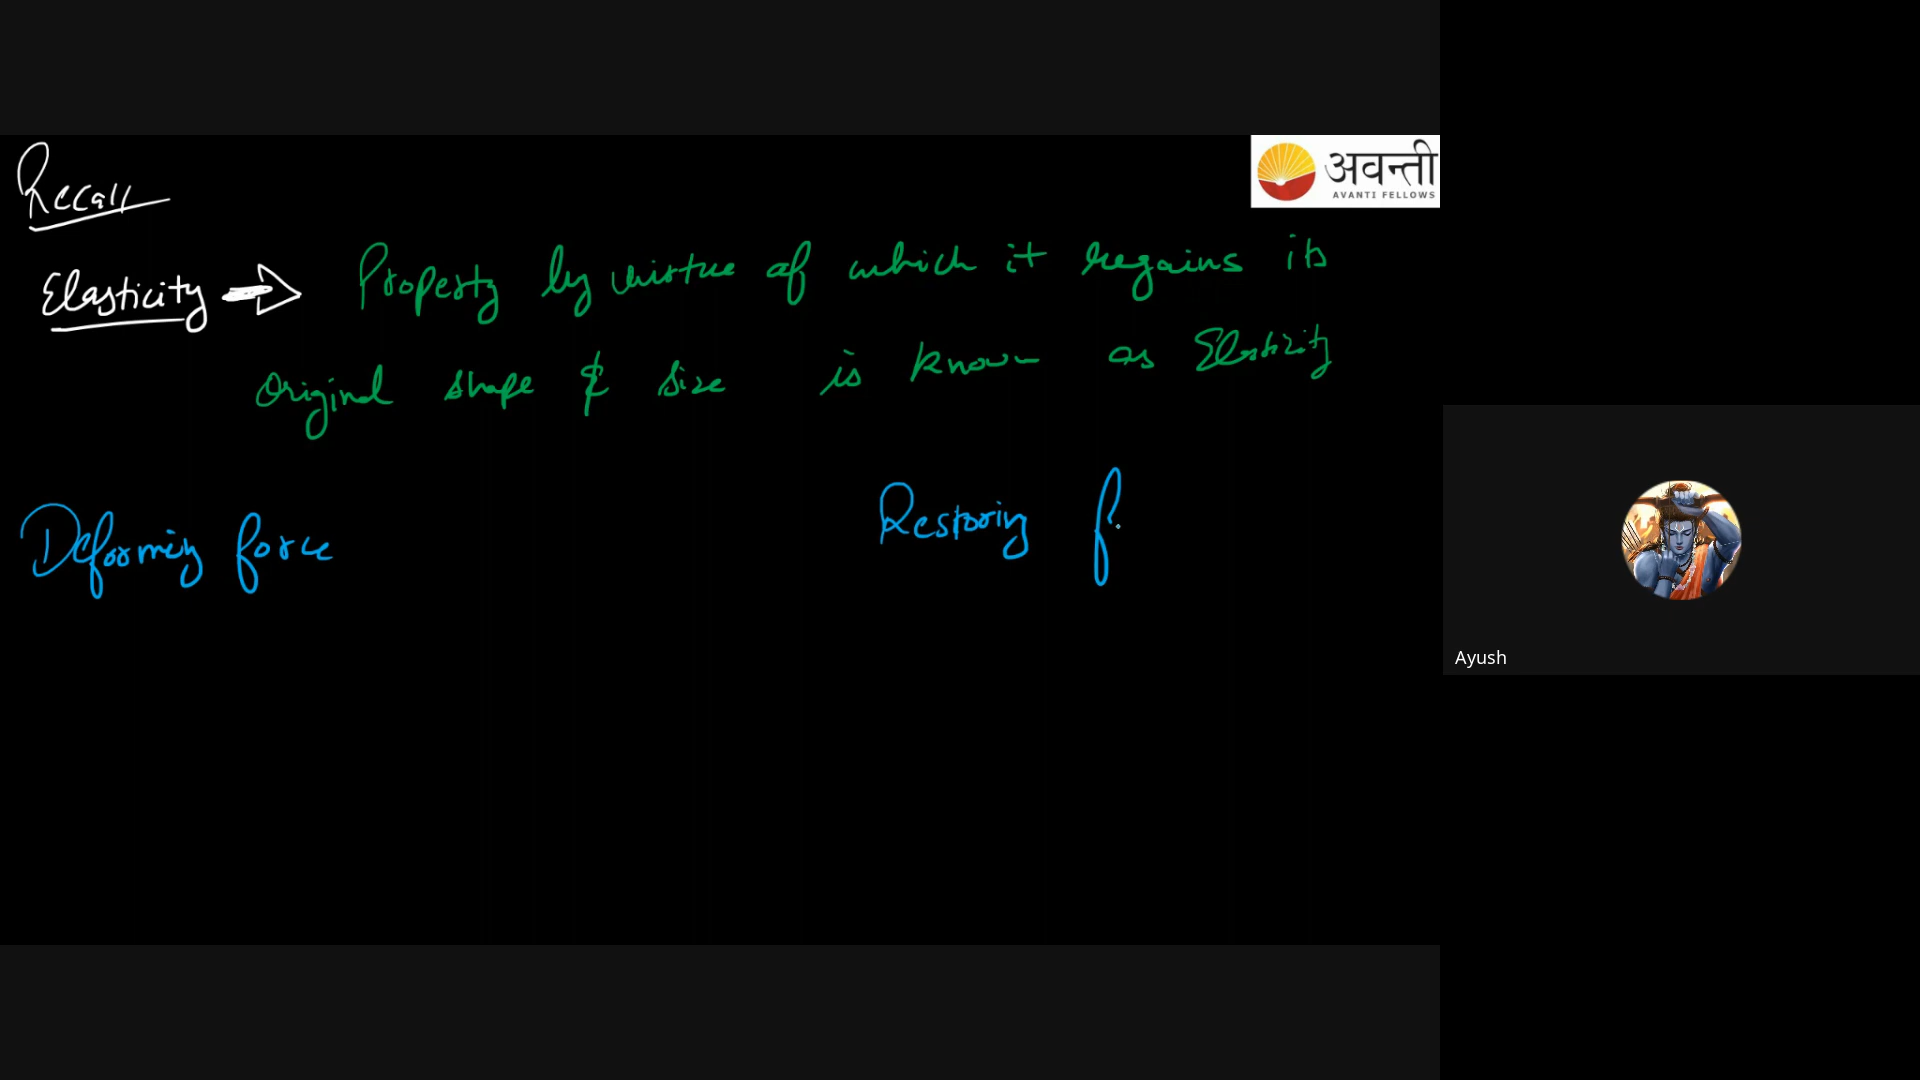 Recall
अवन्ती
AVANTI FELLOWS
Elasticity ⇒ Property by virtue of which it regains its
Original shape & size is known as Elasticity
Deforming force
Restoring f
Ayush